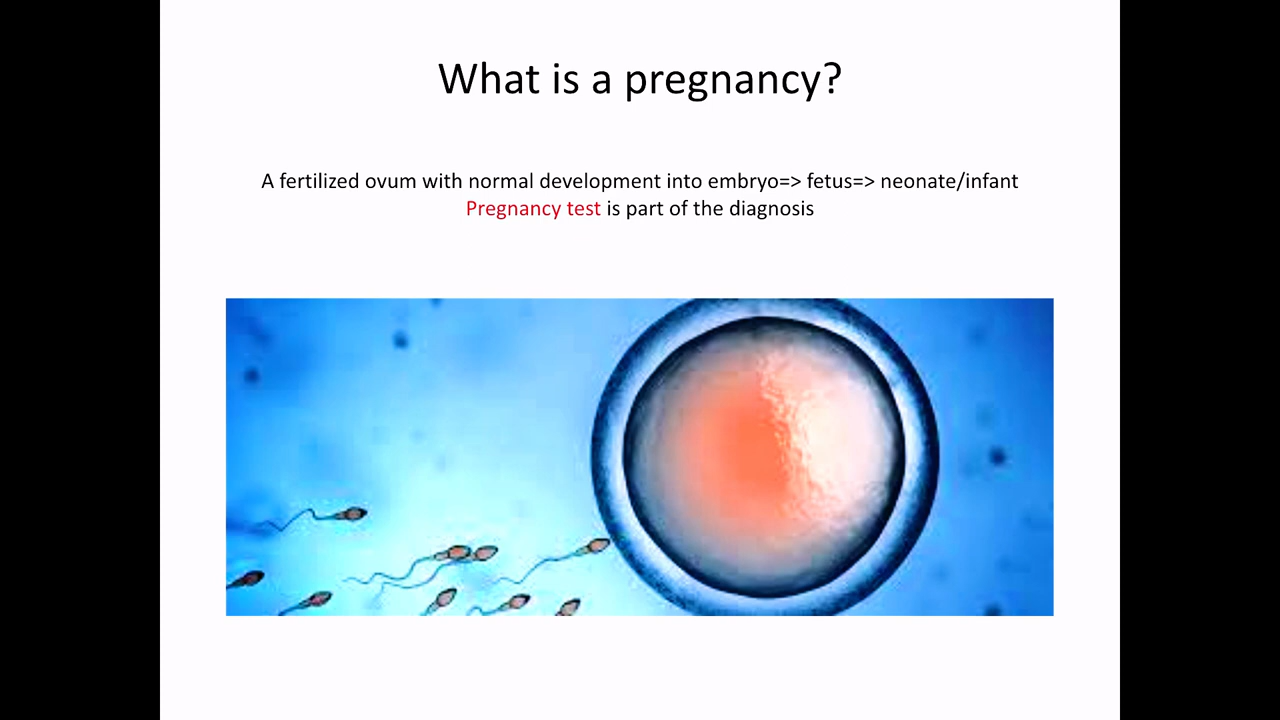 What is a pregnancy?
A fertilized ovum with normal development into embryo=> fetus=> neonate/infant
Pregnancy test is part of the diagnosis